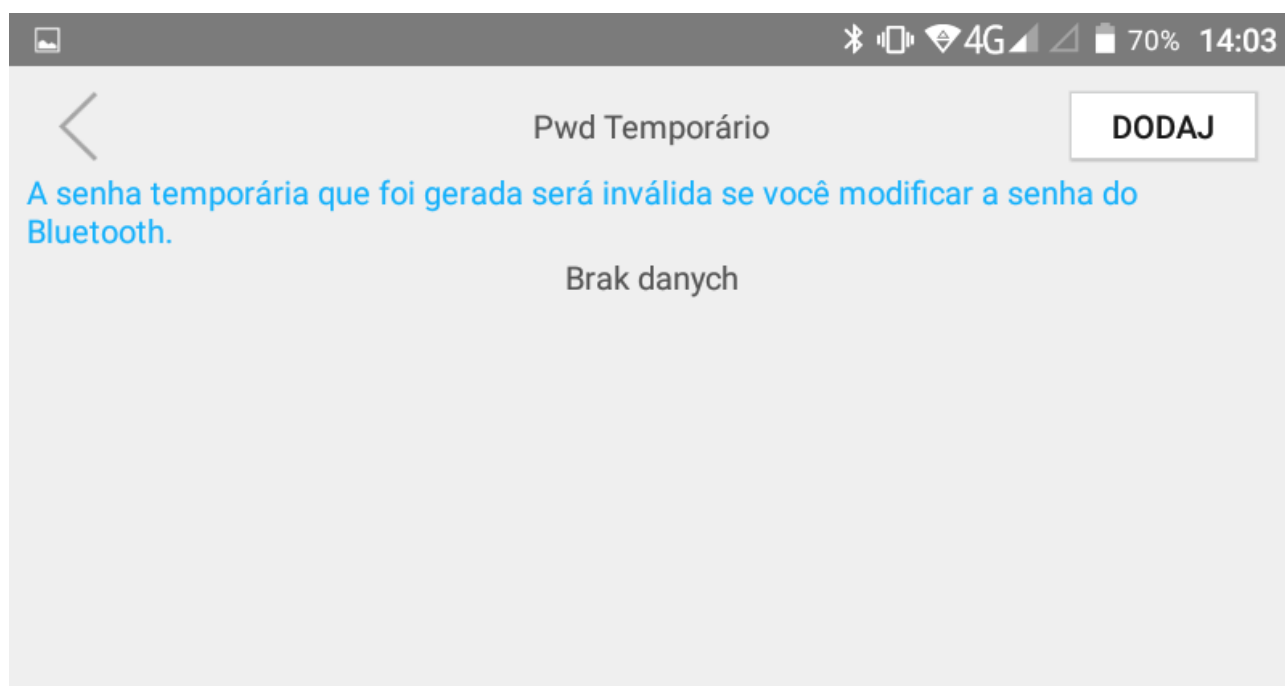 4G 70% 14:03
Pwd Temporário DODAJ
A senha temporária que foi gerada será inválida se você modificar a senha do
Bluetooth.
Brak danych